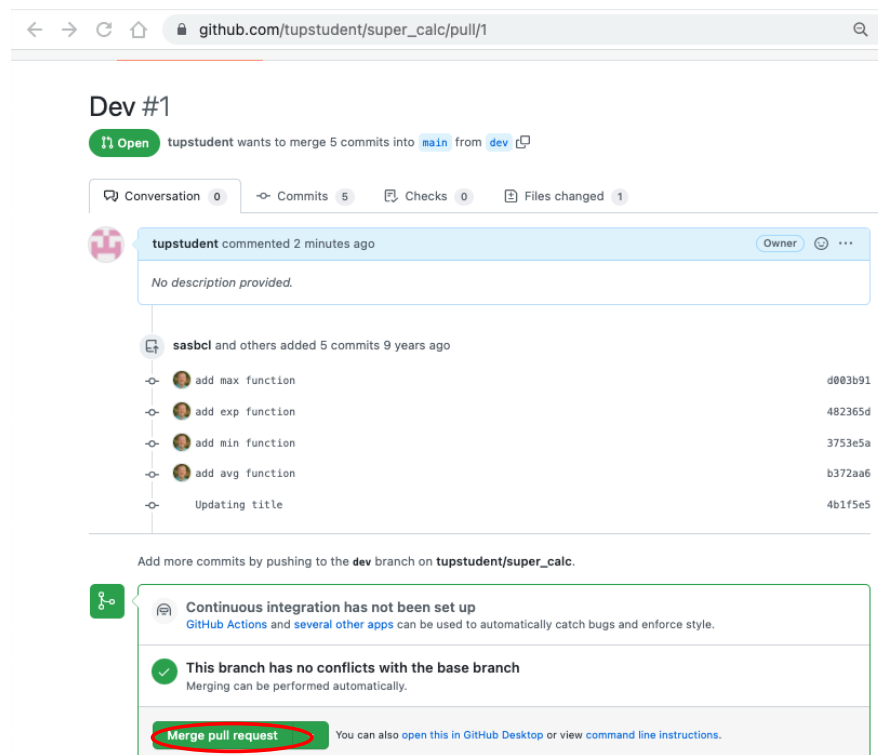 github.com/tupstudent/super_calc/pull/1
Dev #1
Open tupstudent wants to merge 5 commits into main from dev
Conversation 0 Commits 5 Checks 0 Files changed 1
tupstudent commented 2 minutes ago Owner
No description provided.
sasbcl and others added 5 commits 9 years ago
add max function d003b91
add exp function 482365d
add min function 3753e5a
add avg function b372aa6
Updating title 4b1f5e5
Add more commits by pushing to the dev branch on tupstudent/super_calc.
Continuous integration has not been set up
GitHub Actions and several other apps can be used to automatically catch bugs and enforce style.
This branch has no conflicts with the base branch
Merging can be performed automatically.
Merge pull request You can also open this in GitHub Desktop or view command line instructions.